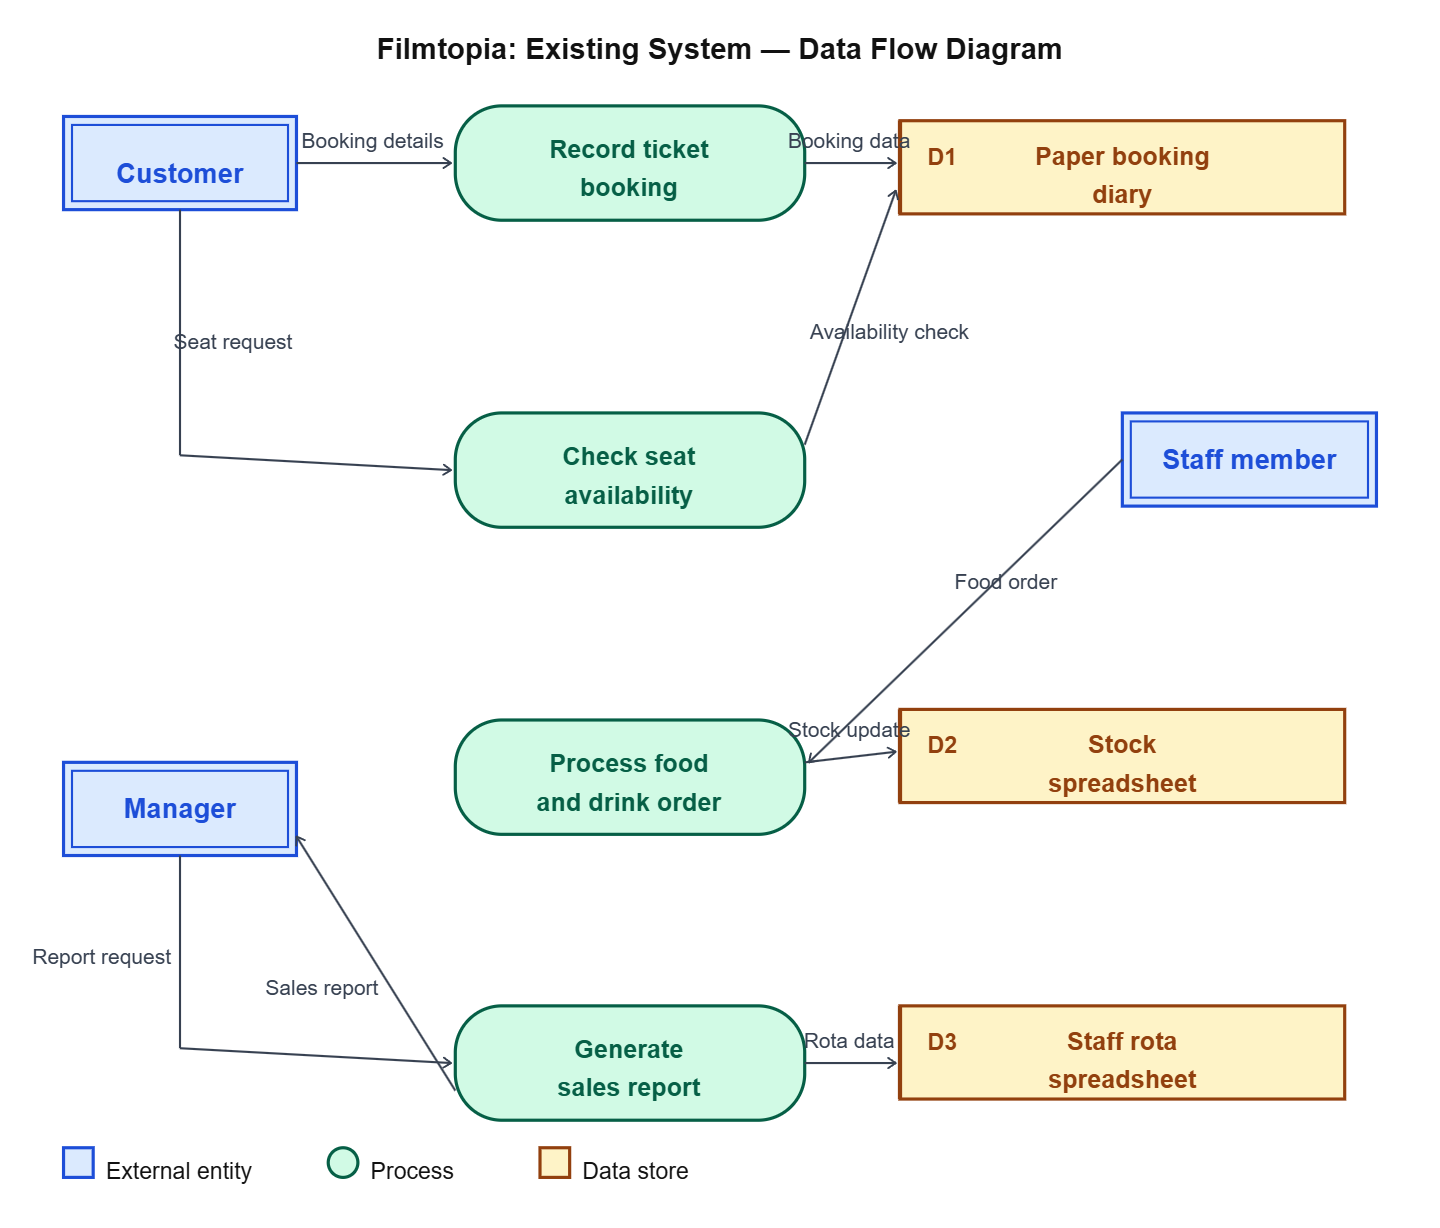 Filmtopia: Existing System — Data Flow Diagram
Customer
Booking details
Record ticket
booking
Booking data
D1
Paper booking
diary
Seat request
Availability check
Check seat
availability
Staff member
Food order
Process food
and drink order
Stock update
D2
Stock
spreadsheet
Manager
Report request
Sales report
Generate
sales report
Rota data
D3
Staff rota
spreadsheet
External entity
Process
Data store